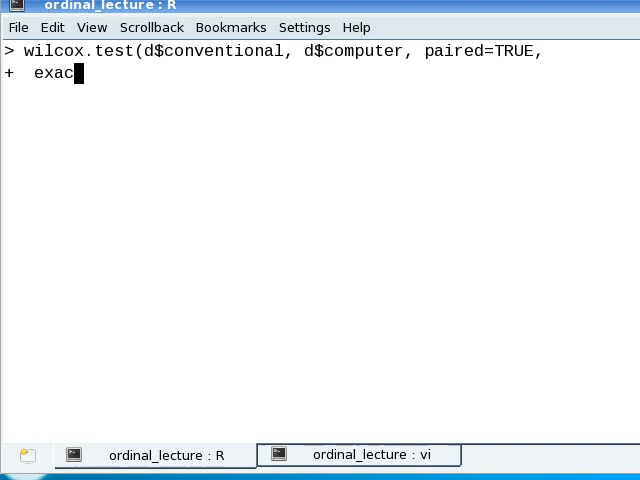 ordinal_lecture : R
File Edit View Scrollback Bookmarks Settings Help
> wilcox.test(d$conventional, d$computer, paired=TRUE,
+  exac
ordinal_lecture : R ordinal_lecture : vi